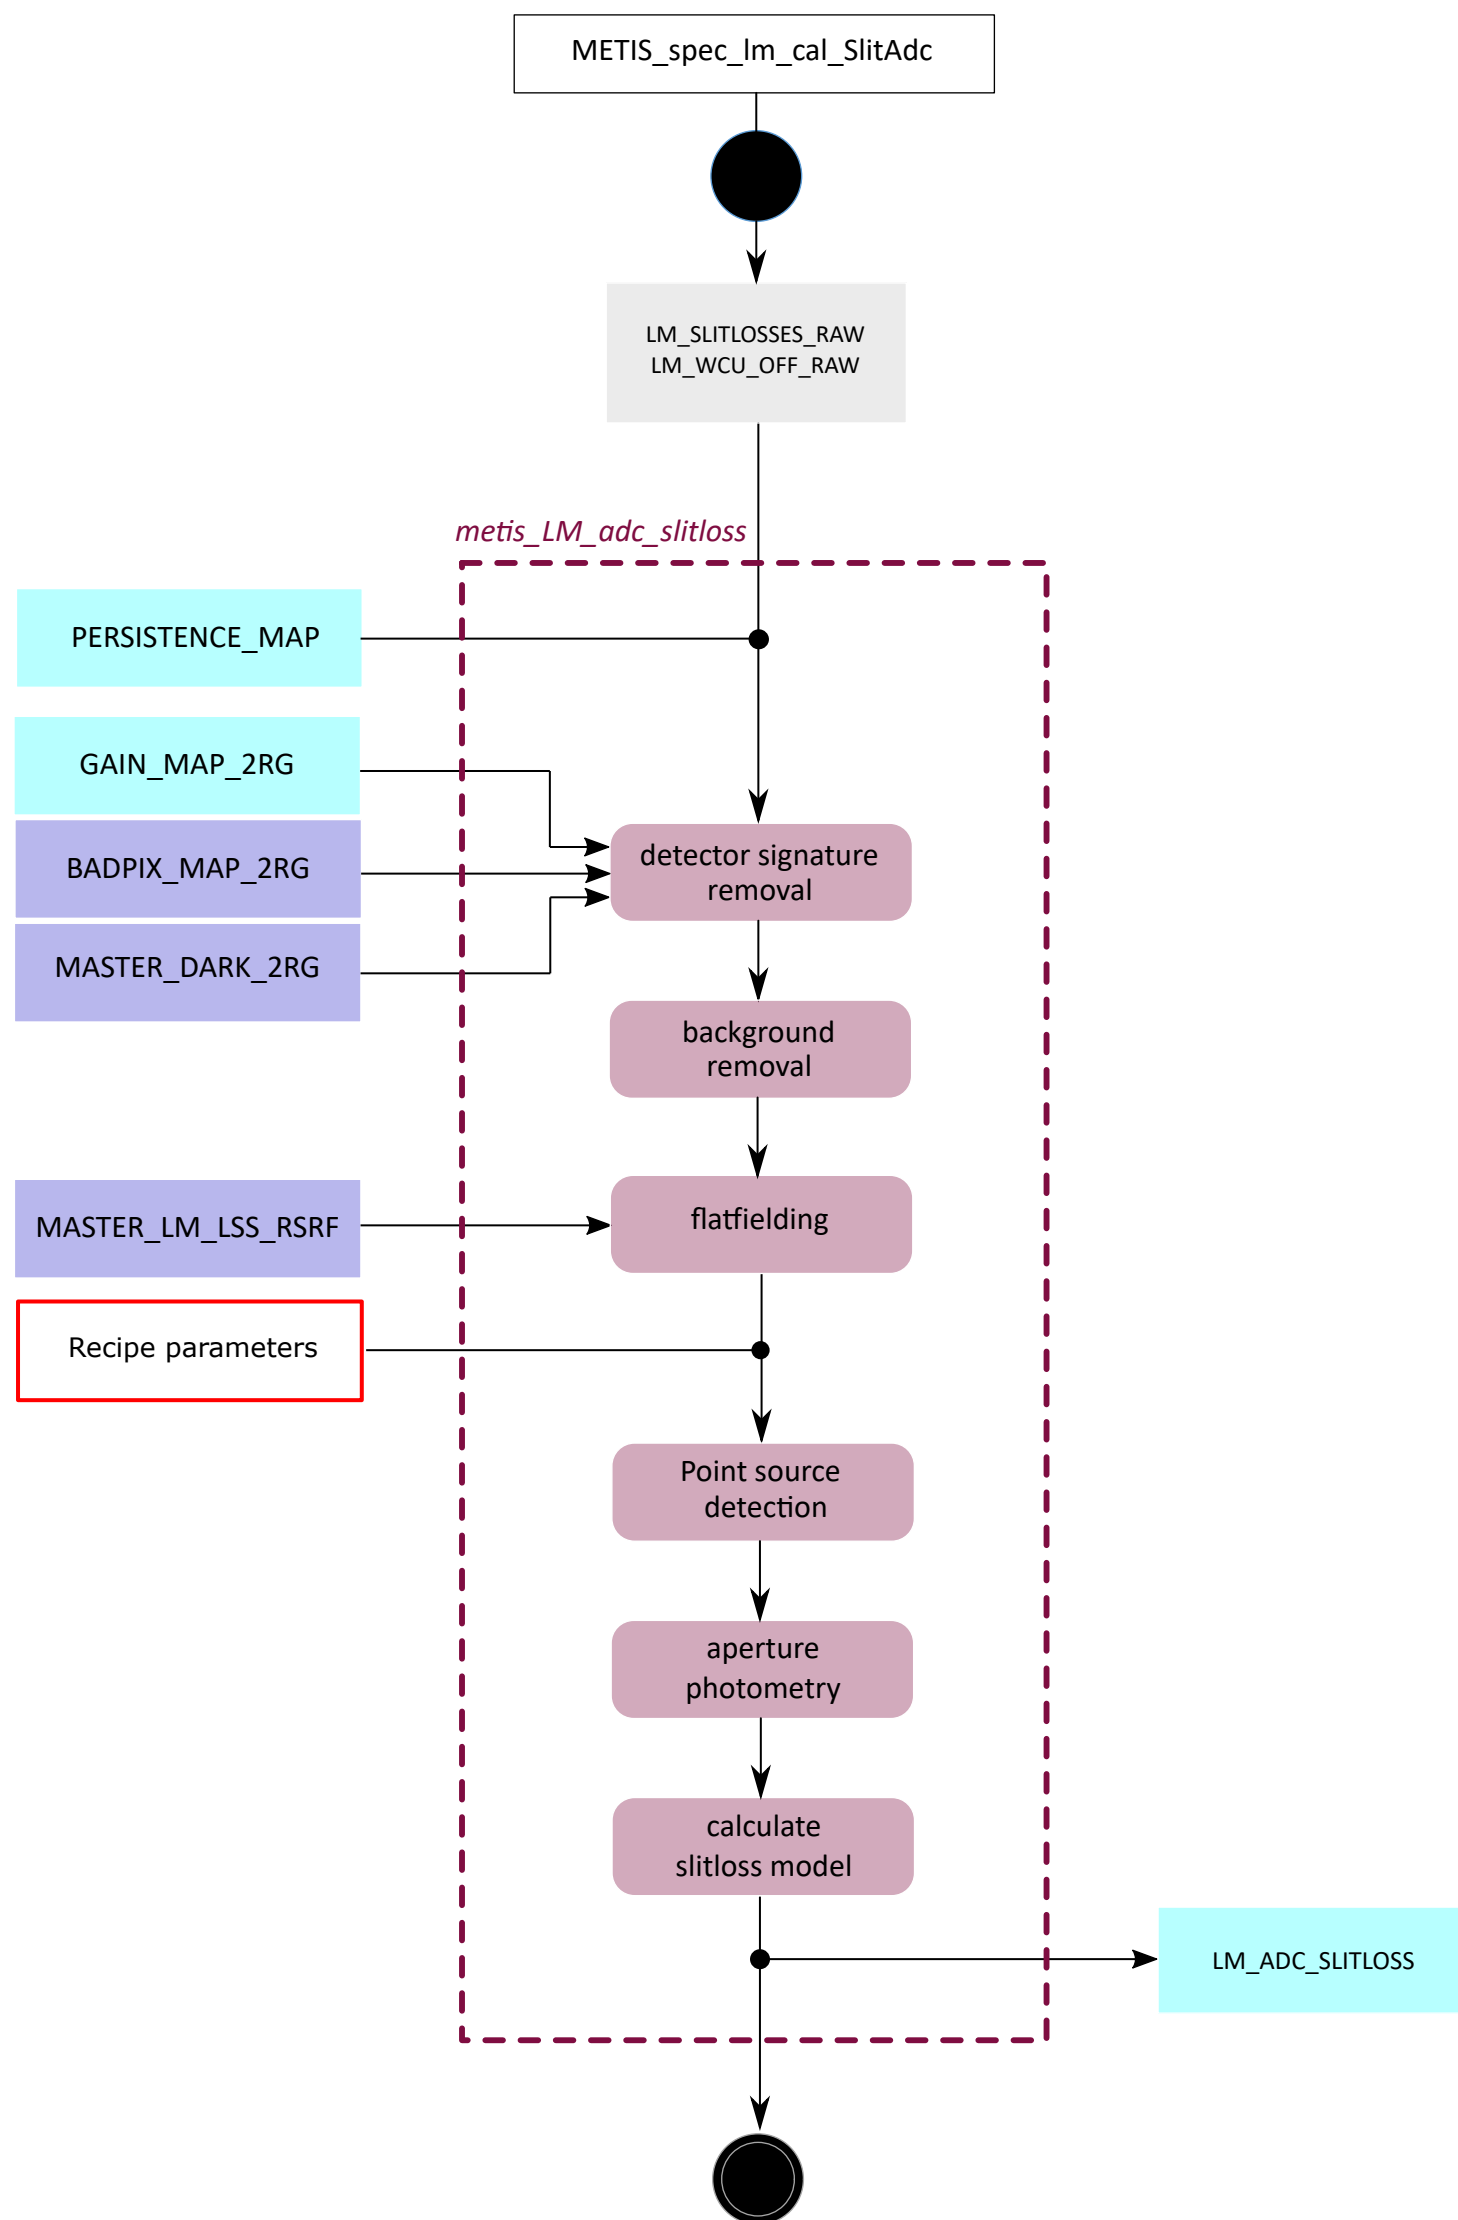 METIS_spec_lm_cal_SlitAdc
LM_SLITLOSSES_RAW
LM_WCU_OFF_RAW
metis_LM_adc_slitloss
PERSISTENCE_MAP
GAIN_MAP_2RG
BADPIX_MAP_2RG
MASTER_DARK_2RG
detector signature
removal
background
removal
MASTER_LM_LSS_RSRF
flatfielding
Recipe parameters
Point source
detection
aperture
photometry
calculate
slitloss model
LM_ADC_SLITLOSS